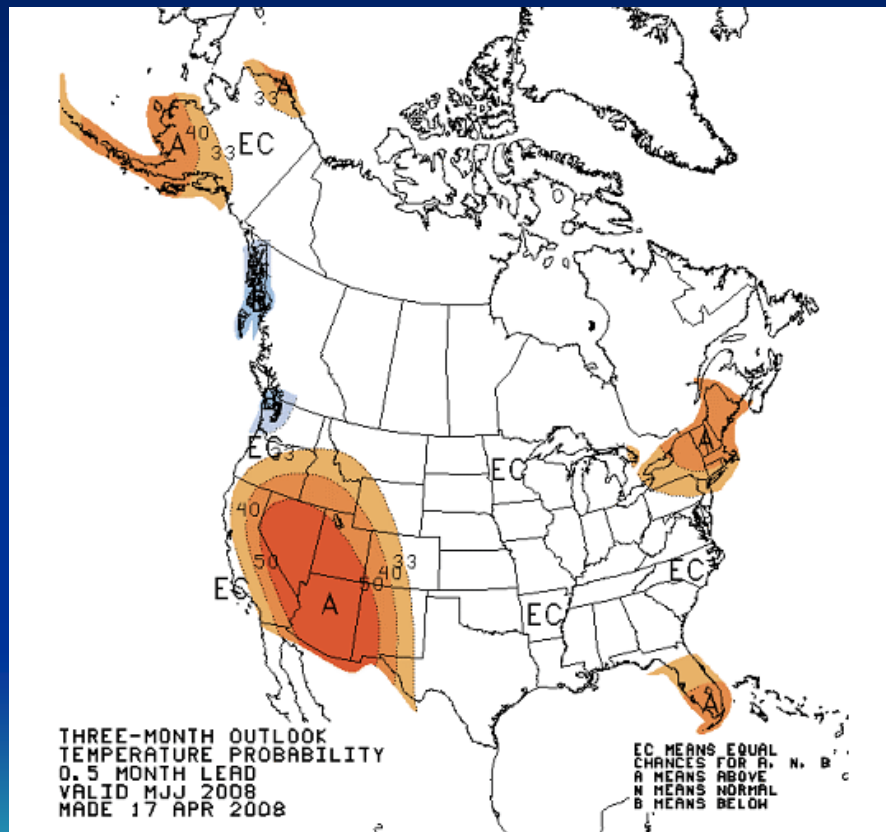 A
33
A
40
EC
33
B
A
EC
33
EC
40
33
50
40
50
EC
EC
A
EC
A
THREE-MONTH OUTLOOK
TEMPERATURE PROBABILITY
0.5 MONTH LEAD
VALID MJJ 2008
MADE 17 APR 2008
EC MEANS EQUAL
CHANCES FOR A, N, B
A MEANS ABOVE
N MEANS NORMAL
B MEANS BELOW